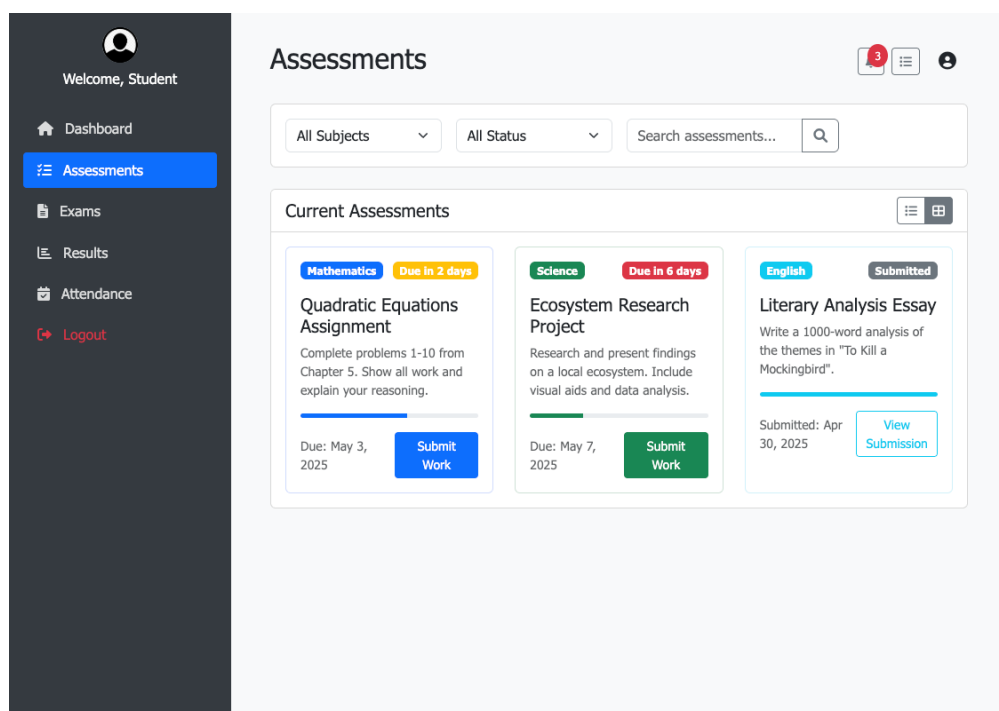 Welcome, Student
Dashboard
Assessments
Exams
Results
Attendance
Logout
Assessments
3
All Subjects
All Status
Search assessments...
Current Assessments
Mathematics
Due in 2 days
Quadratic Equations
Assignment
Complete problems 1-10 from
Chapter 5. Show all work and
explain your reasoning.
Due: May 3,
2025
Submit
Work
Science
Due in 6 days
Ecosystem Research
Project
Research and present findings
on a local ecosystem. Include
visual aids and data analysis.
Due: May 7,
2025
Submit
Work
English
Submitted
Literary Analysis Essay
Write a 1000-word analysis of
the themes in "To Kill a
Mockingbird".
Submitted: Apr
30, 2025
View
Submission